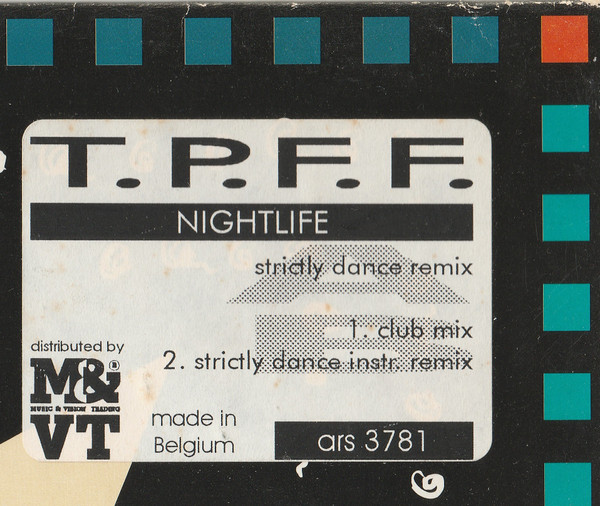 T.P.F.F.
NIGHTLIFE
strictly dance remix
1. club mix
2. strictly dance instr. remix
distributed by
M&®
MUSIC & VISION TRADING
VT
made in
Belgium
ars 3781